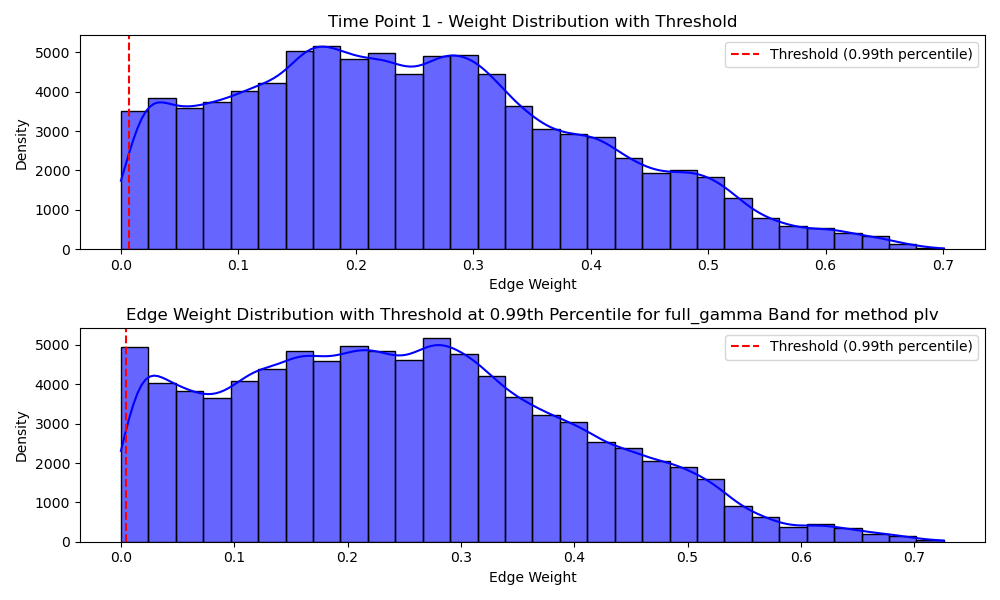 Time Point 1 - Weight Distribution with Threshold
Threshold (0.99th percentile)
Density
5000
4000
3000
2000
1000
0
0.0 0.1 0.2 0.3 0.4 0.5 0.6 0.7
Edge Weight
Edge Weight Distribution with Threshold at 0.99th Percentile for full_gamma Band for method plv
Threshold (0.99th percentile)
Density
5000
4000
3000
2000
1000
0
0.0 0.1 0.2 0.3 0.4 0.5 0.6 0.7
Edge Weight